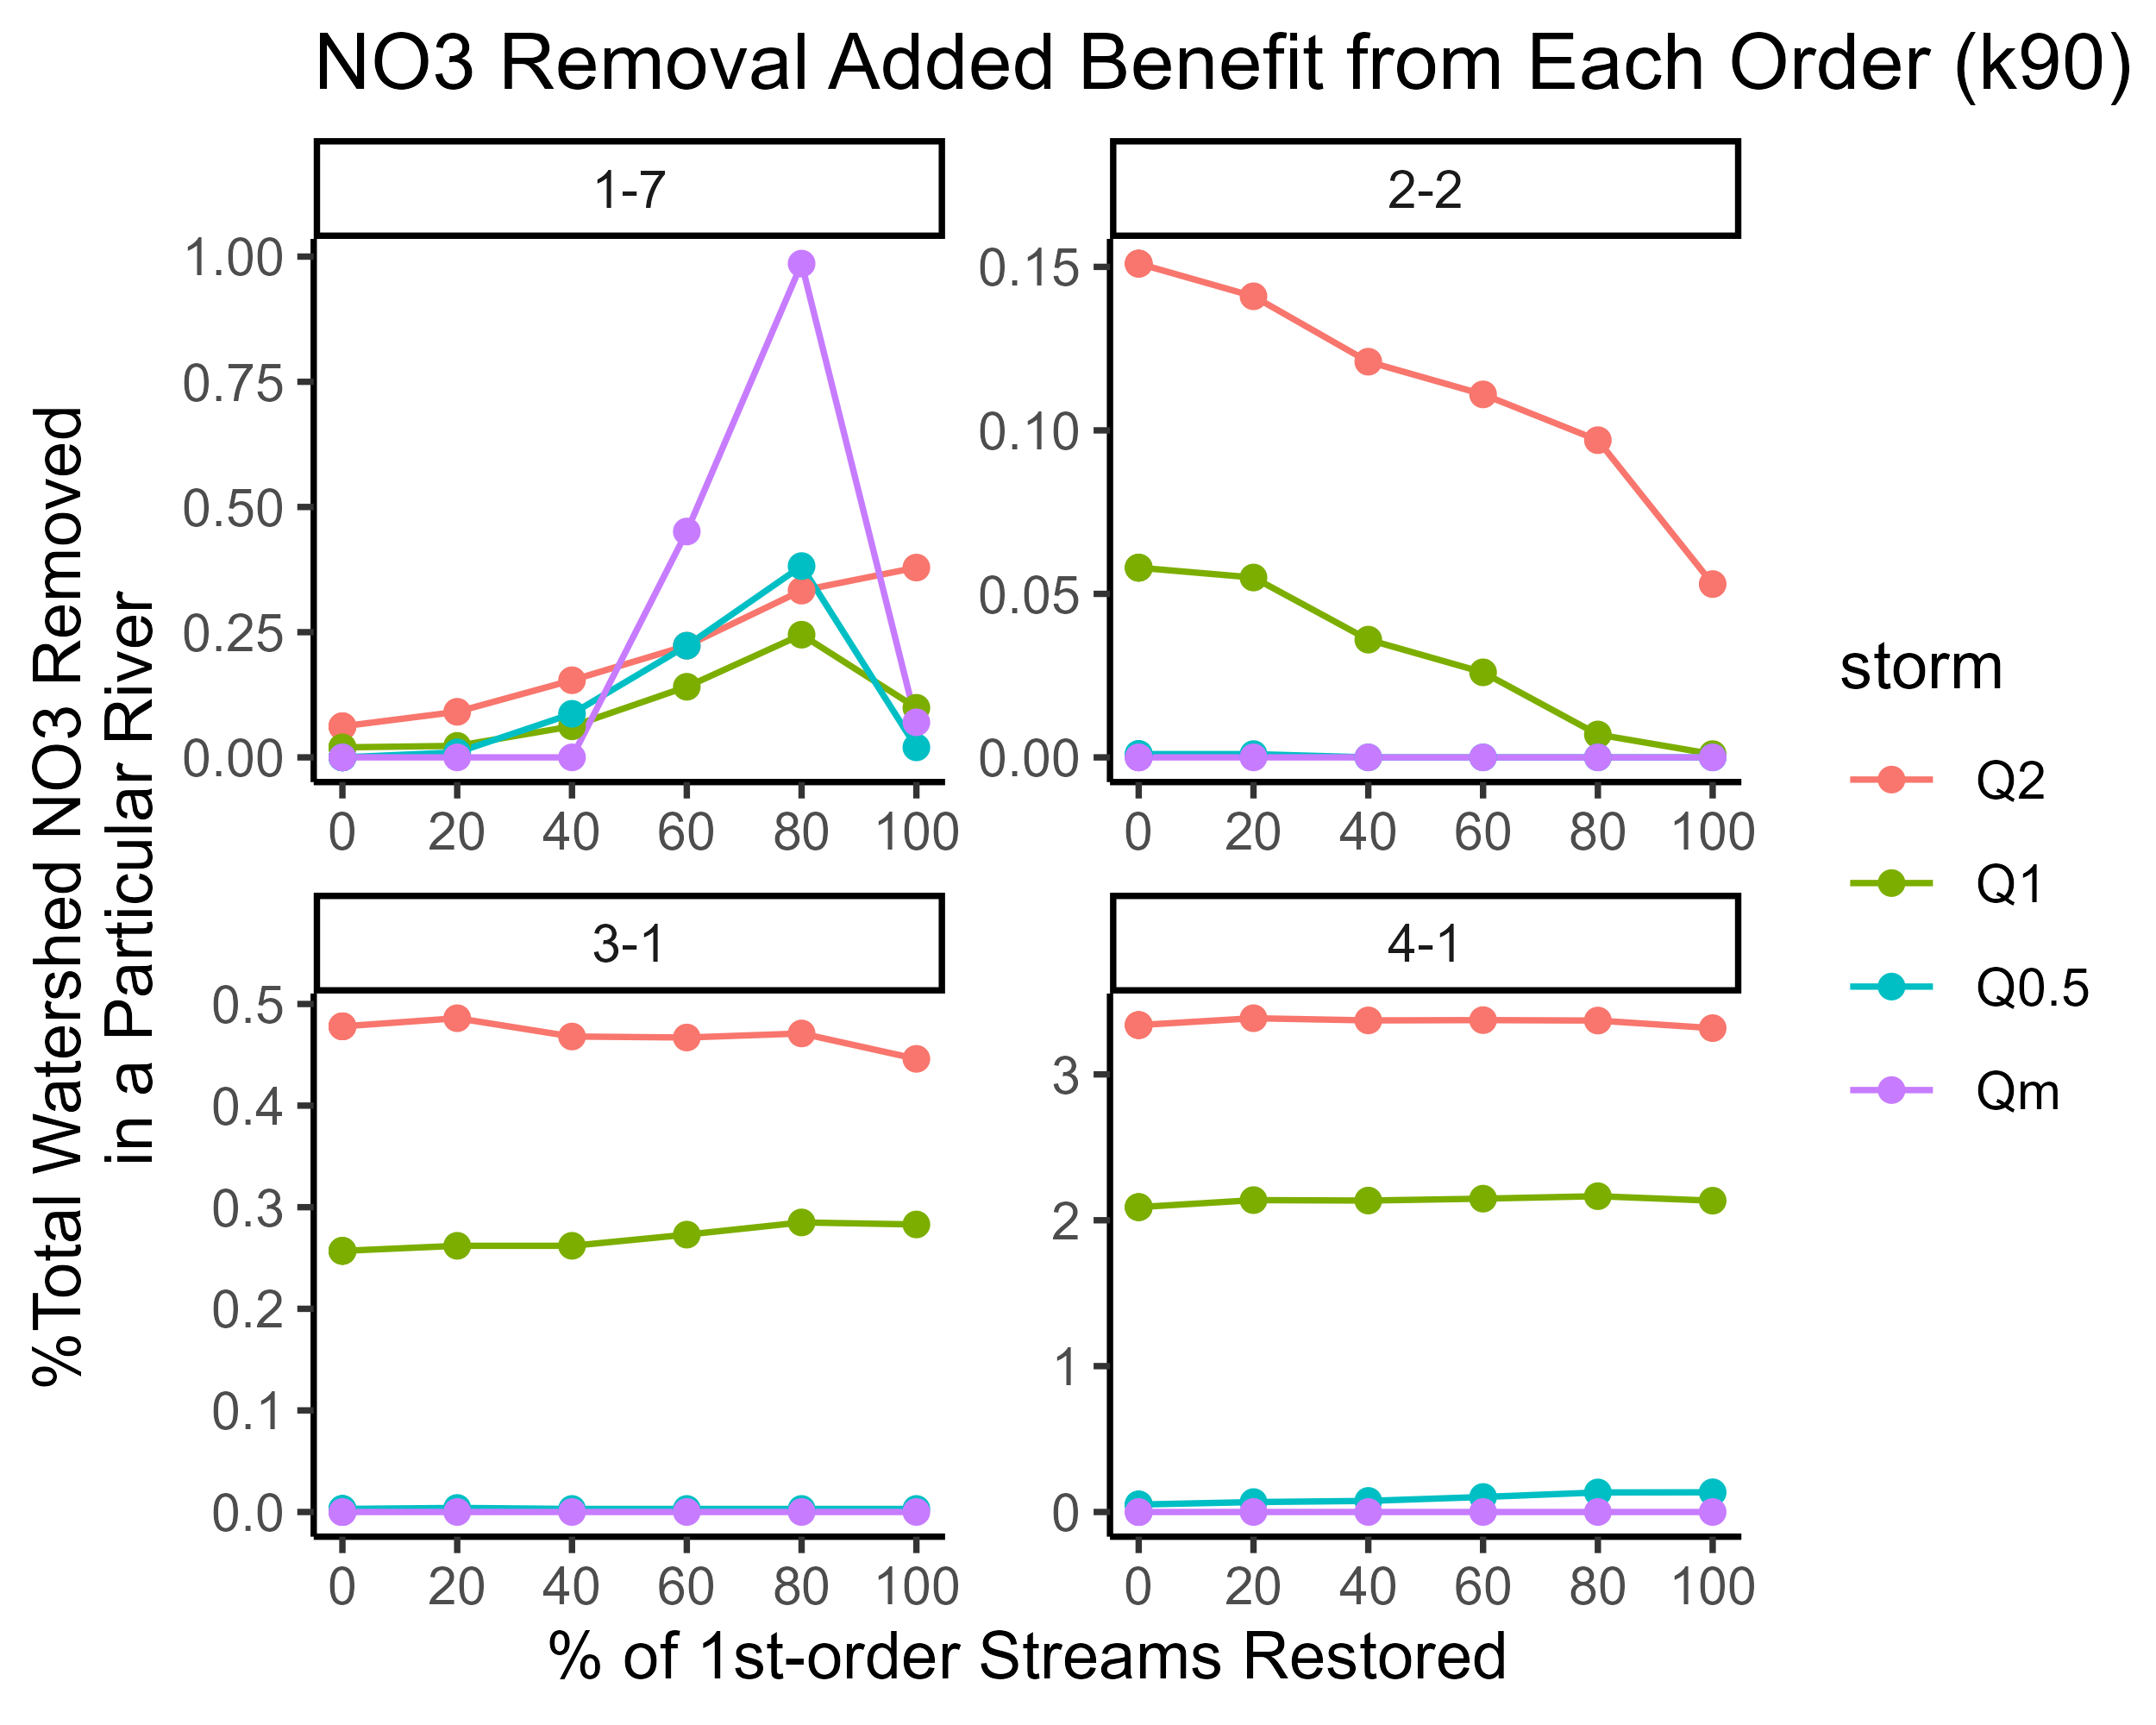 NO3 Removal Added Benefit from Each Order (k90)
%Total Watershed NO3 Removed
in a Particular River
1-7
1.00
0.75
0.50
0.25
0.00
0 20 40 60 80 100
2-2
0.15
0.10
0.05
0.00
0 20 40 60 80 100
3-1
0.5
0.4
0.3
0.2
0.1
0.0
0 20 40 60 80 100
4-1
3
2
1
0
0 20 40 60 80 100
% of 1st-order Streams Restored
storm
Q2
Q1
Q0.5
Qm